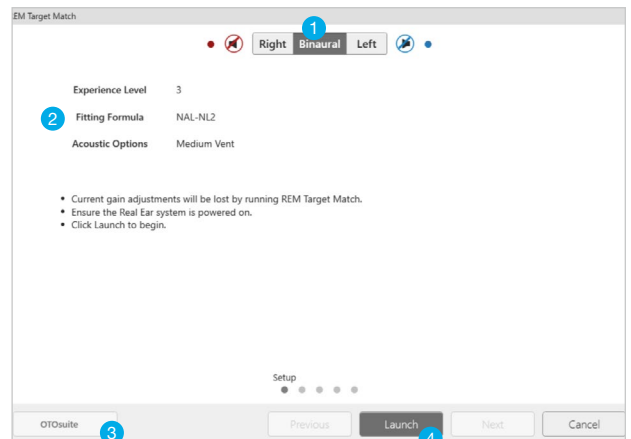 EM Target Match
1
Right Binaural Left
Experience Level 3
2 Fitting Formula NAL-NL2
Acoustic Options Medium Vent
• Current gain adjustments will be lost by running REM Target Match.
• Ensure the Real Ear system is powered on.
• Click Launch to begin.
Setup
OTOsuite 3 Previous Launch 4 Next Cancel